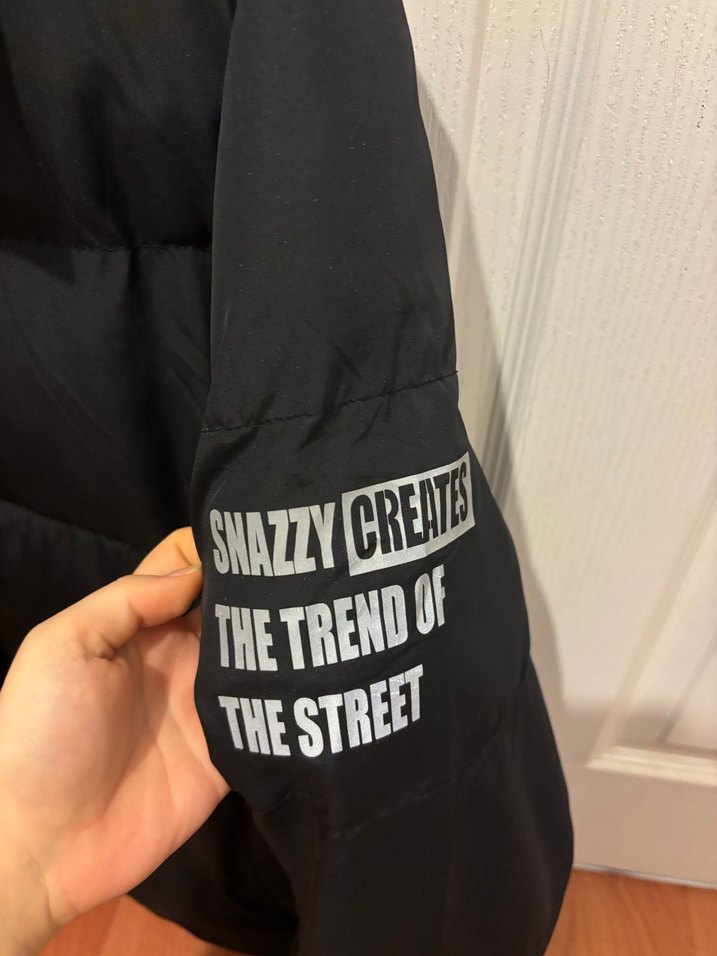 SNAZZY CREATES
THE TREND OF
THE STREET